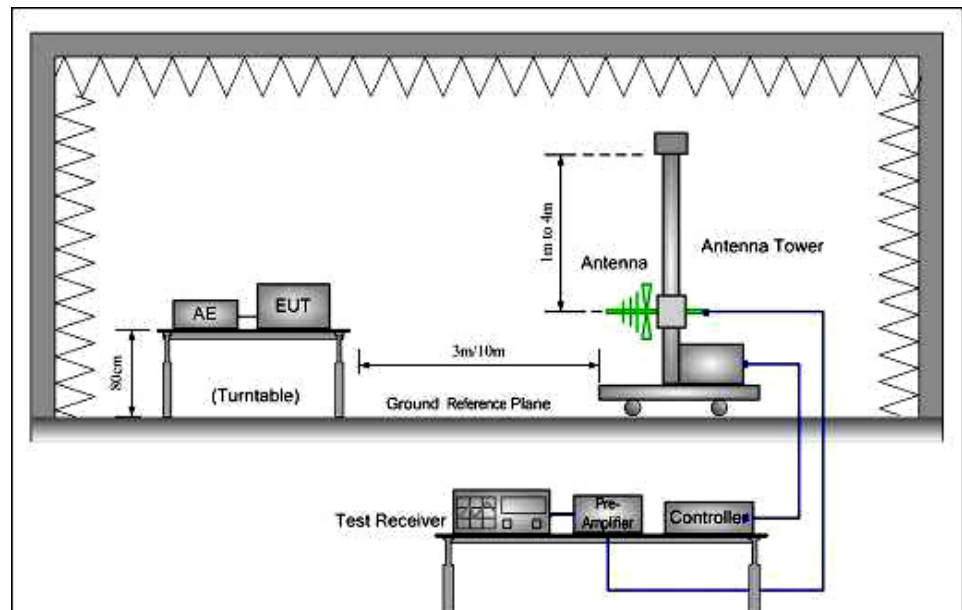 1m to 4m
Antenna Tower
Antenna
AE
EUT
3m/10m
80cm
(Turntable)
Ground Reference Plane
Test Receiver
Pre-
Amplifier
Controller